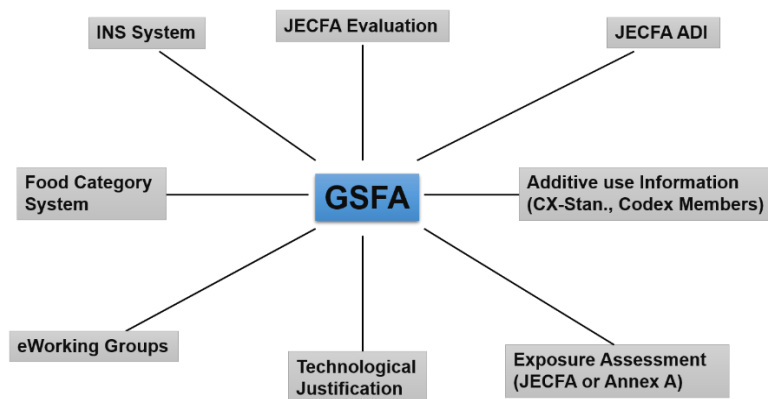 INS System
JECFA Evaluation
JECFA ADI
Food Category
System
GSFA
Additive use Information
(CX-Stan., Codex Members)
eWorking Groups
Technological
Justification
Exposure Assessment
(JECFA or Annex A)